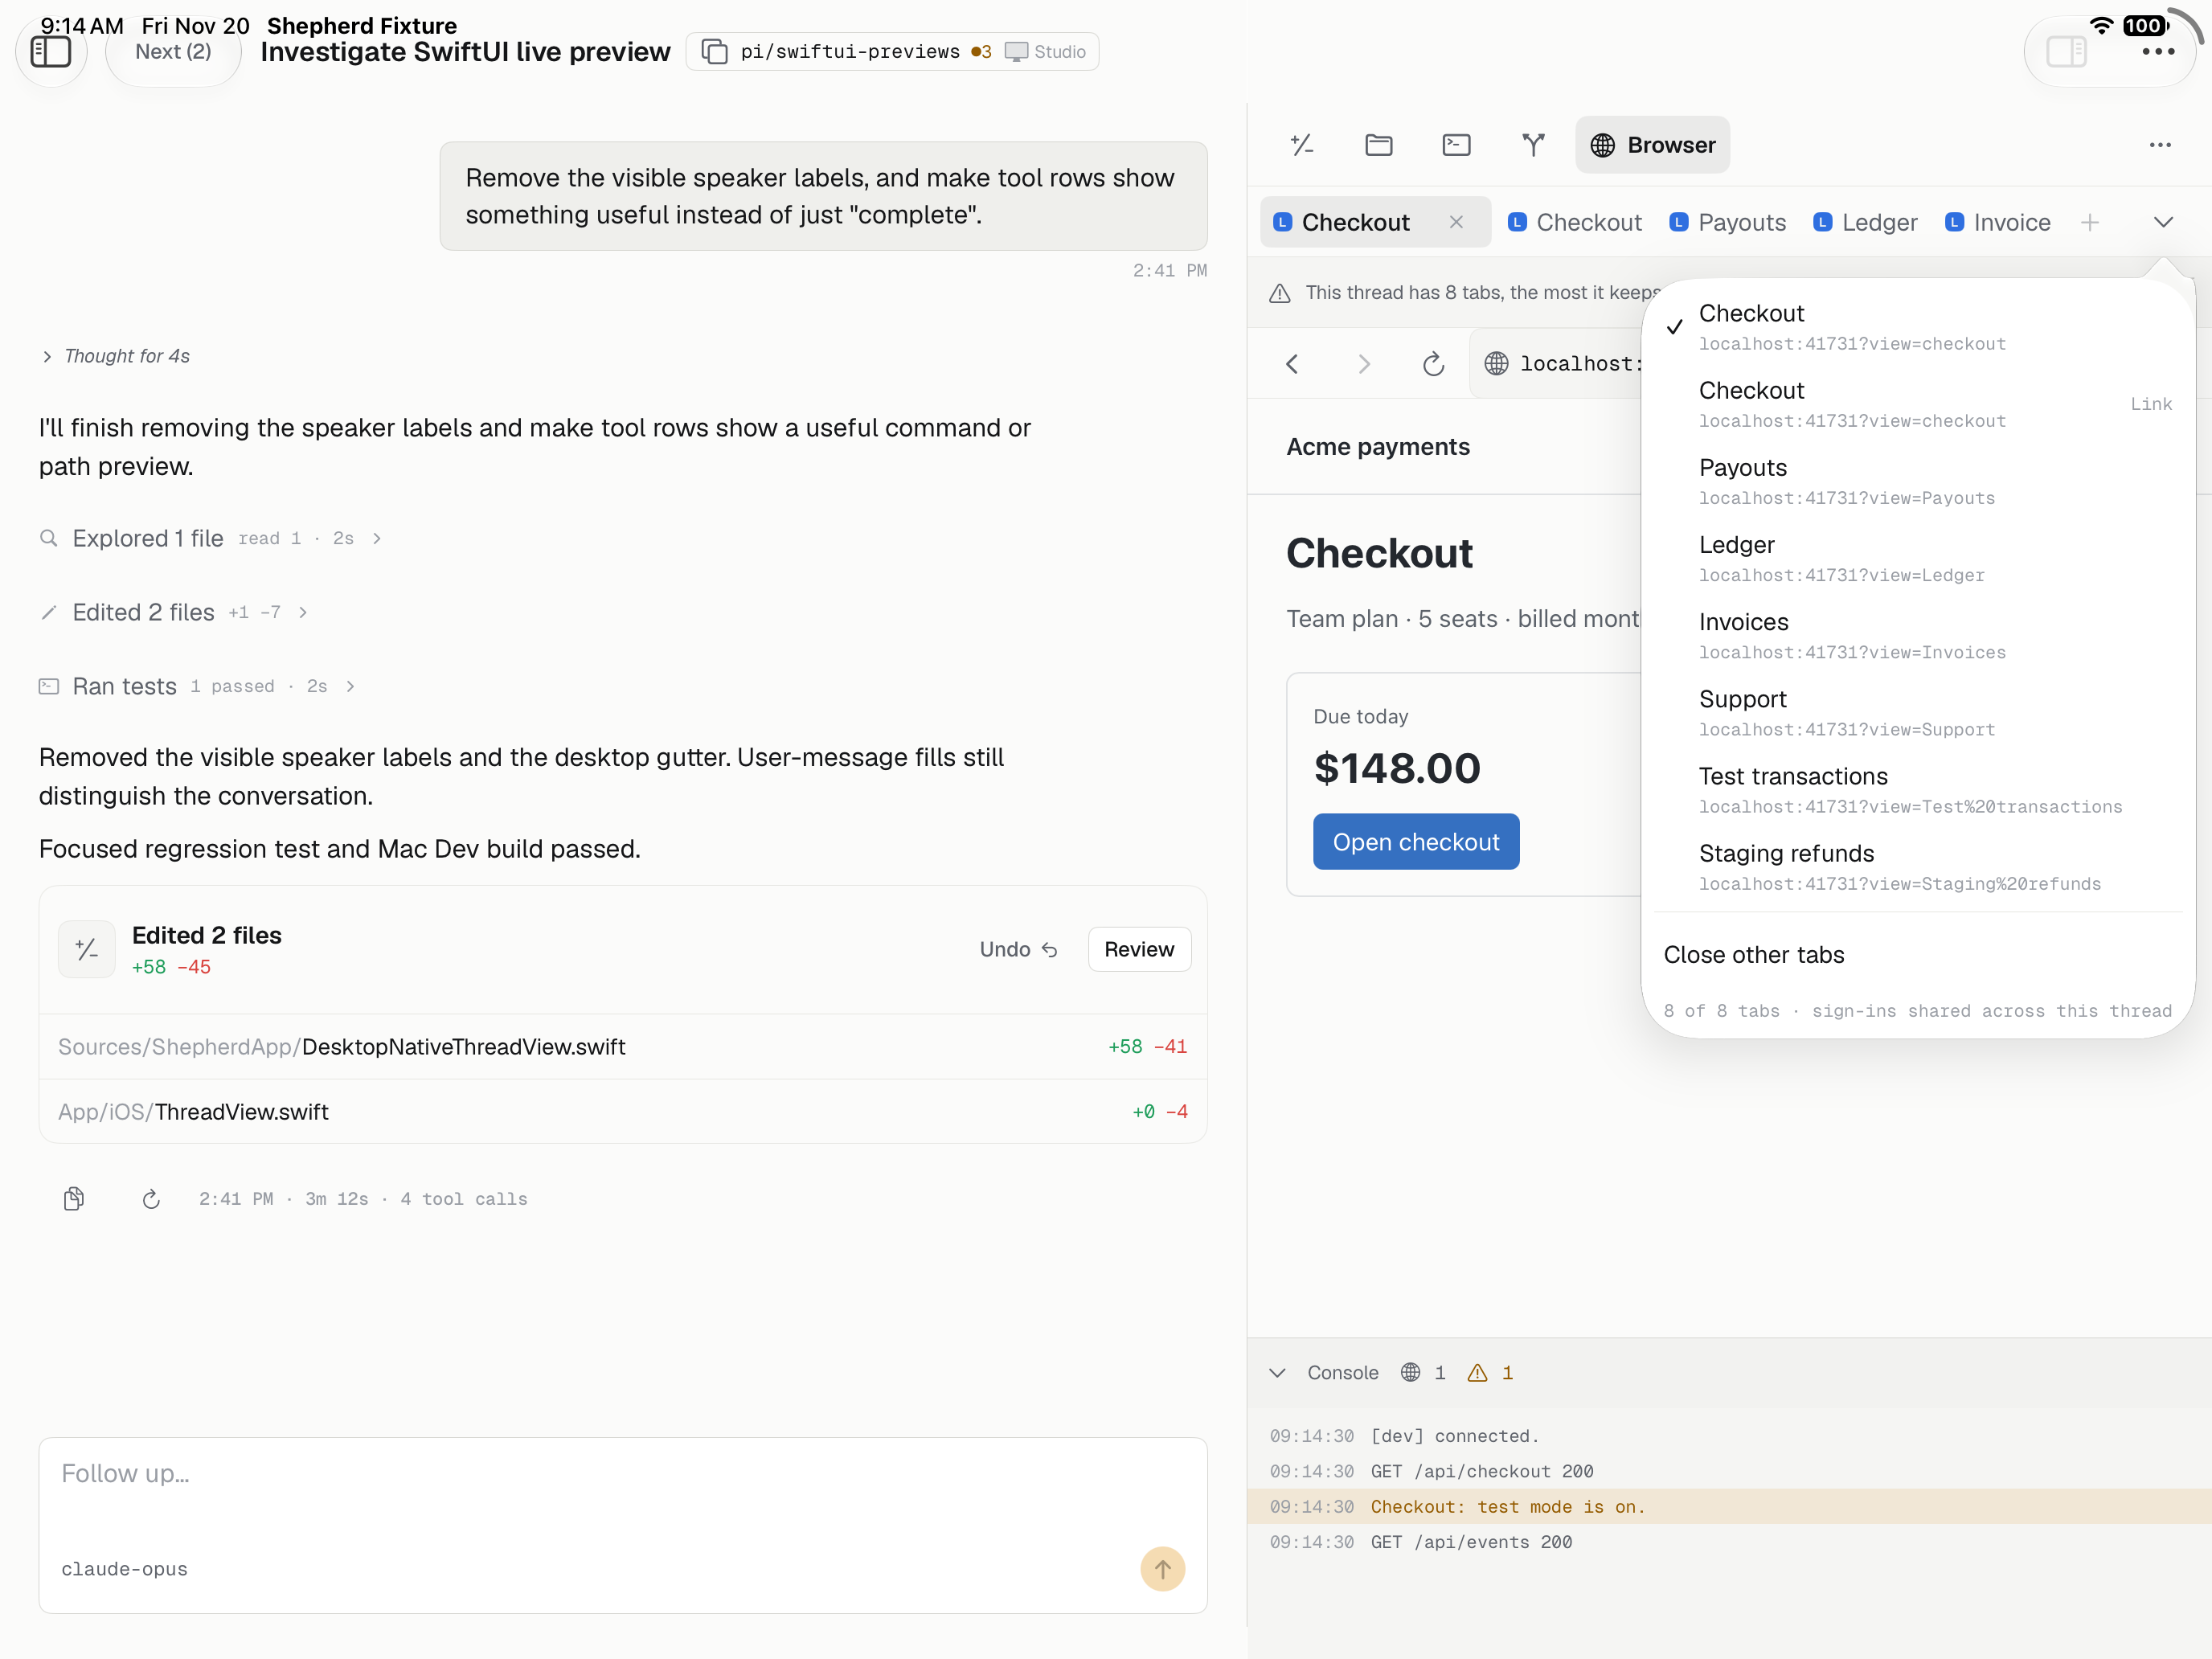 9:14 AM Fri Nov 20 Shepherd Fixture
100
Next (2)
Investigate SwiftUI live preview
pi/swiftui-previews 3 Studio
Remove the visible speaker labels, and make tool rows show
something useful instead of just "complete".
2:41 PM
Thought for 4s
I'll finish removing the speaker labels and make tool rows show a useful command or
path preview.
Explored 1 file read 1 · 2s
Edited 2 files +1 −7
Ran tests 1 passed · 2s
Removed the visible speaker labels and the desktop gutter. User-message fills still
distinguish the conversation.
Focused regression test and Mac Dev build passed.
Edited 2 files
+58 −45
Undo
Review
Sources/ShepherdApp/DesktopNativeThreadView.swift +58 −41
App/iOS/ThreadView.swift +0 −4
2:41 PM · 3m 12s · 4 tool calls
Follow up...
claude-opus
Browser
L Checkout
L Checkout
L Payouts
L Ledger
L Invoice
This thread has 8 tabs, the most it keeps
localhost:
Acme payments
Checkout
Team plan · 5 seats · billed mont
Due today
$148.00
Open checkout
Checkout
localhost:41731?view=checkout
Checkout
localhost:41731?view=checkout
Link
Payouts
localhost:41731?view=Payouts
Ledger
localhost:41731?view=Ledger
Invoices
localhost:41731?view=Invoices
Support
localhost:41731?view=Support
Test transactions
localhost:41731?view=Test%20transactions
Staging refunds
localhost:41731?view=Staging%20refunds
Close other tabs
8 of 8 tabs · sign-ins shared across this thread
Console 1 1
09:14:30 [dev] connected.
09:14:30 GET /api/checkout 200
09:14:30 Checkout: test mode is on.
09:14:30 GET /api/events 200